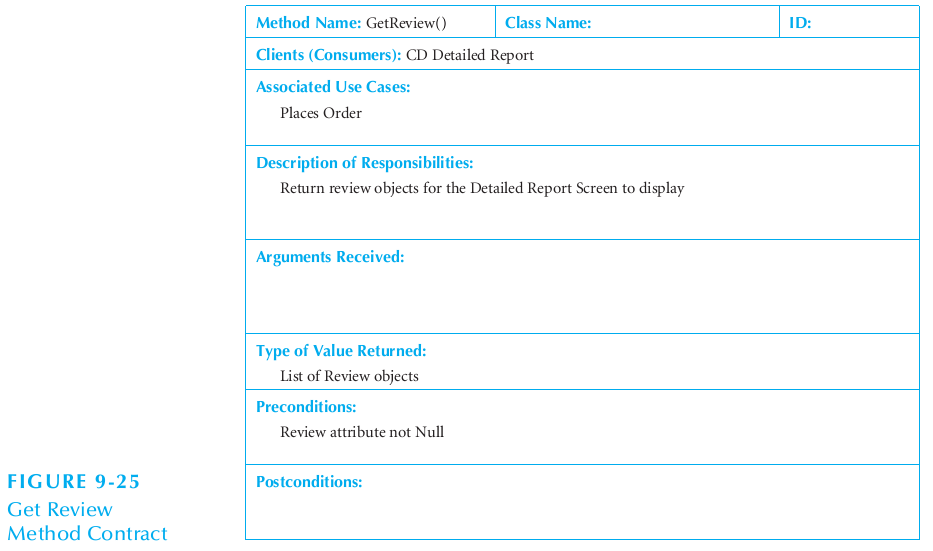 Method Name: GetReview()
Class Name:
ID:
Clients (Consumers): CD Detailed Report
Associated Use Cases:
Places Order
Description of Responsibilities:
Return review objects for the Detailed Report Screen to display
Arguments Received:
Type of Value Returned:
List of Review objects
Preconditions:
Review attribute not Null
Postconditions:
FIGURE 9-25
Get Review
Method Contract